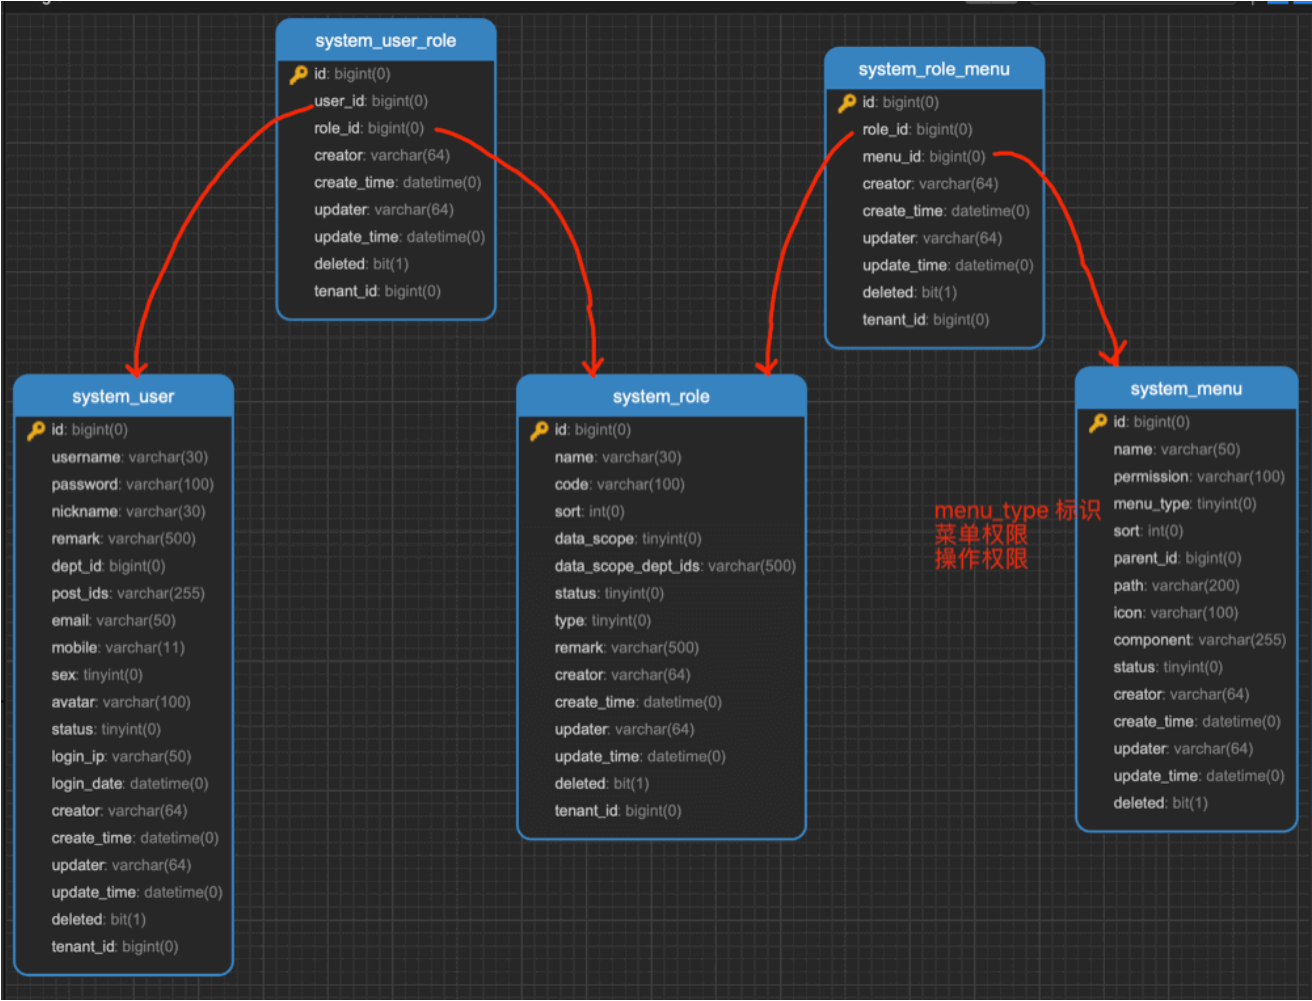 system_user_role
id: bigint(0)
user_id: bigint(0)
role_id: bigint(0)
creator: varchar(64)
create_time: datetime(0)
updater: varchar(64)
update_time: datetime(0)
deleted: bit(1)
tenant_id: bigint(0)
system_role_menu
id: bigint(0)
role_id: bigint(0)
menu_id: bigint(0)
creator: varchar(64)
create_time: datetime(0)
updater: varchar(64)
update_time: datetime(0)
deleted: bit(1)
tenant_id: bigint(0)
system_user
id: bigint(0)
username: varchar(30)
password: varchar(100)
nickname: varchar(30)
remark: varchar(500)
dept_id: bigint(0)
post_ids: varchar(255)
email: varchar(50)
mobile: varchar(11)
sex: tinyint(0)
avatar: varchar(100)
status: tinyint(0)
login_ip: varchar(50)
login_date: datetime(0)
creator: varchar(64)
create_time: datetime(0)
updater: varchar(64)
update_time: datetime(0)
deleted: bit(1)
tenant_id: bigint(0)
system_role
id: bigint(0)
name: varchar(30)
code: varchar(100)
sort: int(0)
data_scope: tinyint(0)
data_scope_dept_ids: varchar(500)
status: tinyint(0)
type: tinyint(0)
remark: varchar(500)
creator: varchar(64)
create_time: datetime(0)
updater: varchar(64)
update_time: datetime(0)
deleted: bit(1)
tenant_id: bigint(0)
menu_type 标识
菜单权限
操作权限
system_menu
id: bigint(0)
name: varchar(50)
permission: varchar(100)
menu_type: tinyint(0)
sort: int(0)
parent_id: bigint(0)
path: varchar(200)
icon: varchar(100)
component: varchar(255)
status: tinyint(0)
creator: varchar(64)
create_time: datetime(0)
updater: varchar(64)
update_time: datetime(0)
deleted: bit(1)